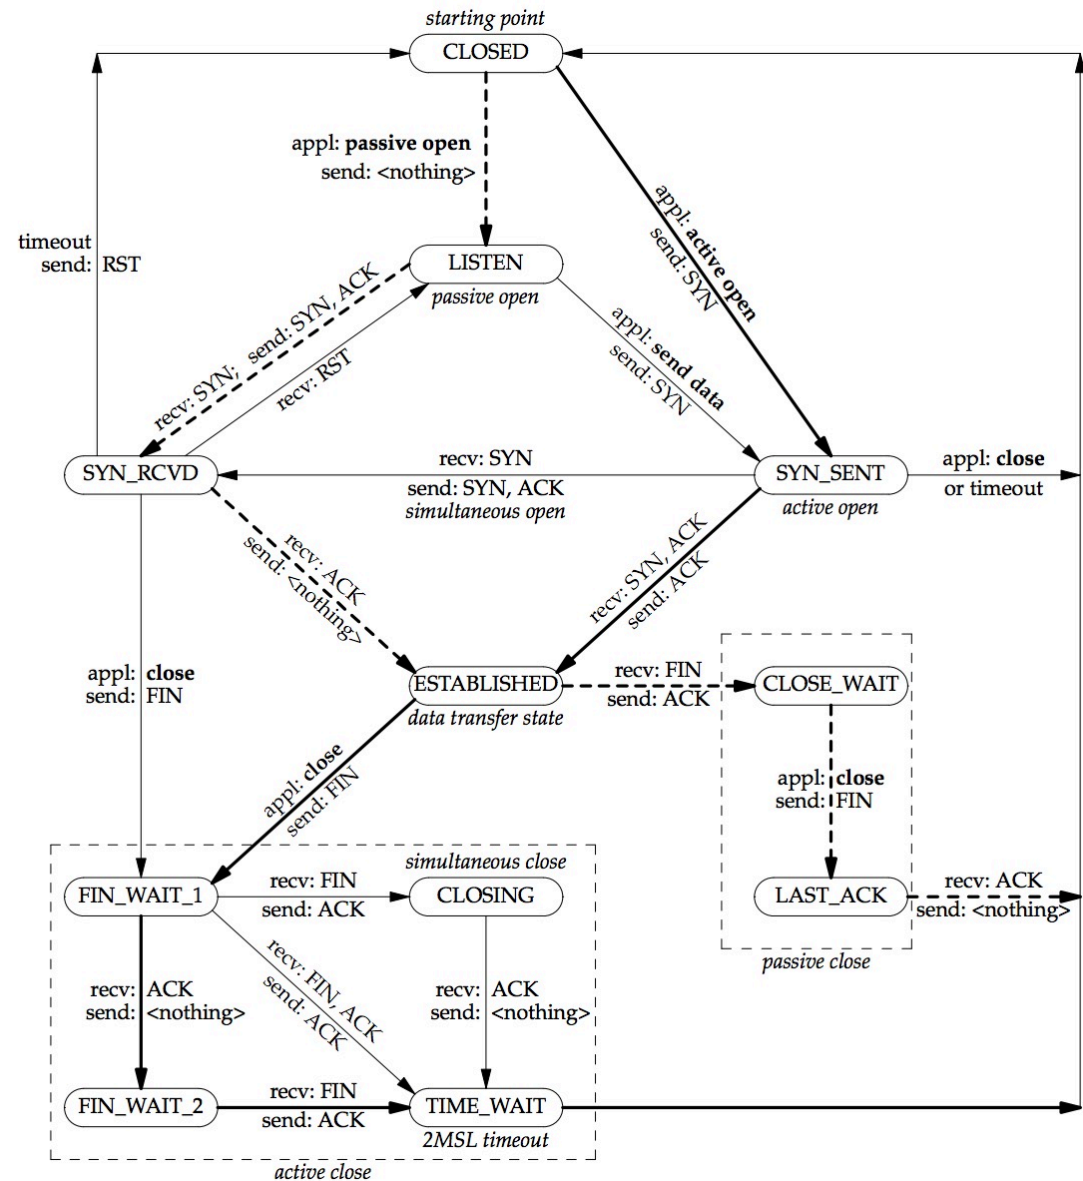 starting point
CLOSED
appl: passive open
send: <nothing>
appl: active open
send: SYN
timeout
send: RST
LISTEN
passive open
recv: SYN; send: SYN, ACK
recv: RST
appl: send data
send: SYN
SYN_RCVD
recv: SYN
send: SYN, ACK
simultaneous open
SYN_SENT
active open
appl: close
or timeout
recv: ACK
send: <nothing>
recv: SYN, ACK
send: ACK
appl: close
send: FIN
ESTABLISHED
data transfer state
recv: FIN
send: ACK
CLOSE_WAIT
appl: close
send: FIN
appl: close
send: FIN
simultaneous close
FIN_WAIT_1
recv: FIN
send: ACK
CLOSING
LAST_ACK
recv: ACK
send: <nothing>
passive close
recv: ACK
send: <nothing>
recv: FIN, ACK
send: ACK
recv: ACK
send: <nothing>
FIN_WAIT_2
recv: FIN
send: ACK
TIME_WAIT
2MSL timeout
active close